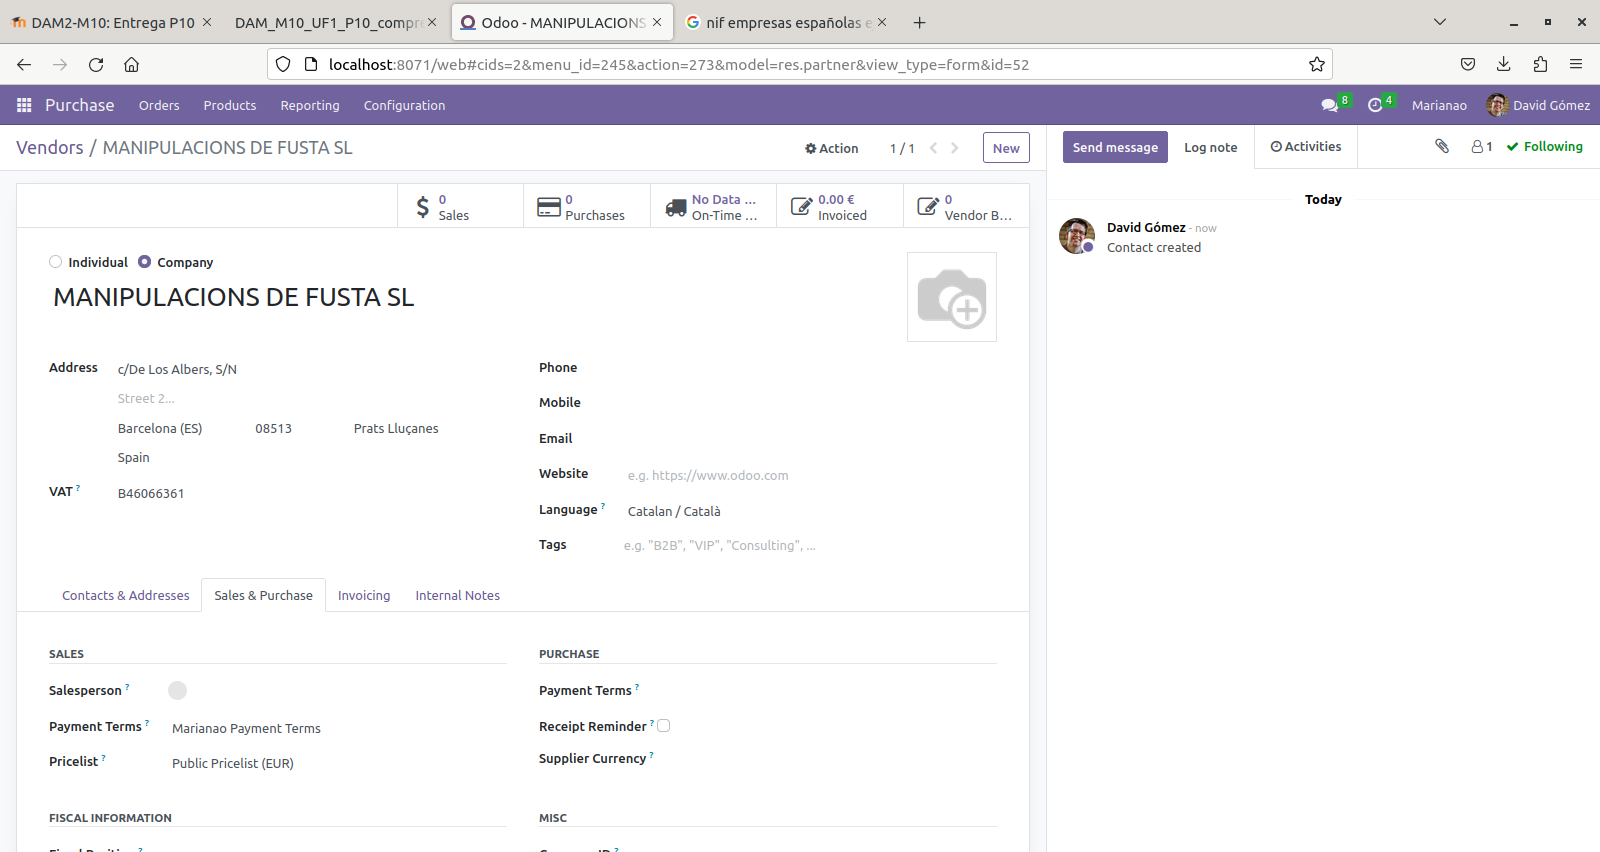 DAM2-M10: Entrega P10
DAM_M10_UF1_P10_compr
Odoo - MANIPULACIONS
nif empresas españolas e
localhost:8071/web#cids=2&menu_id=245&action=273&model=res.partner&view_type=form&id=52
Purchase Orders Products Reporting Configuration 8 4 Marianao David Gómez
Vendors / MANIPULACIONS DE FUSTA SL Action 1 / 1 New
Send message Log note Activities 1 Following
0 Sales
0 Purchases
No Data ... On-Time ...
0.00 € Invoiced
0 Vendor B...
Today
David Gómez - now
Contact created
Individual Company
MANIPULACIONS DE FUSTA SL
Address c/De Los Albers, S/N
Street 2...
Barcelona (ES) 08513 Prats Lluçanes
Spain
VAT ? B46066361
Phone
Mobile
Email
Website e.g. https://www.odoo.com
Language ? Catalan / Català
Tags e.g. "B2B", "VIP", "Consulting", ...
Contacts & Addresses Sales & Purchase Invoicing Internal Notes
SALES
Salesperson ?
Payment Terms ? Marianao Payment Terms
Pricelist ? Public Pricelist (EUR)
PURCHASE
Payment Terms ?
Receipt Reminder ?
Supplier Currency ?
FISCAL INFORMATION
MISC